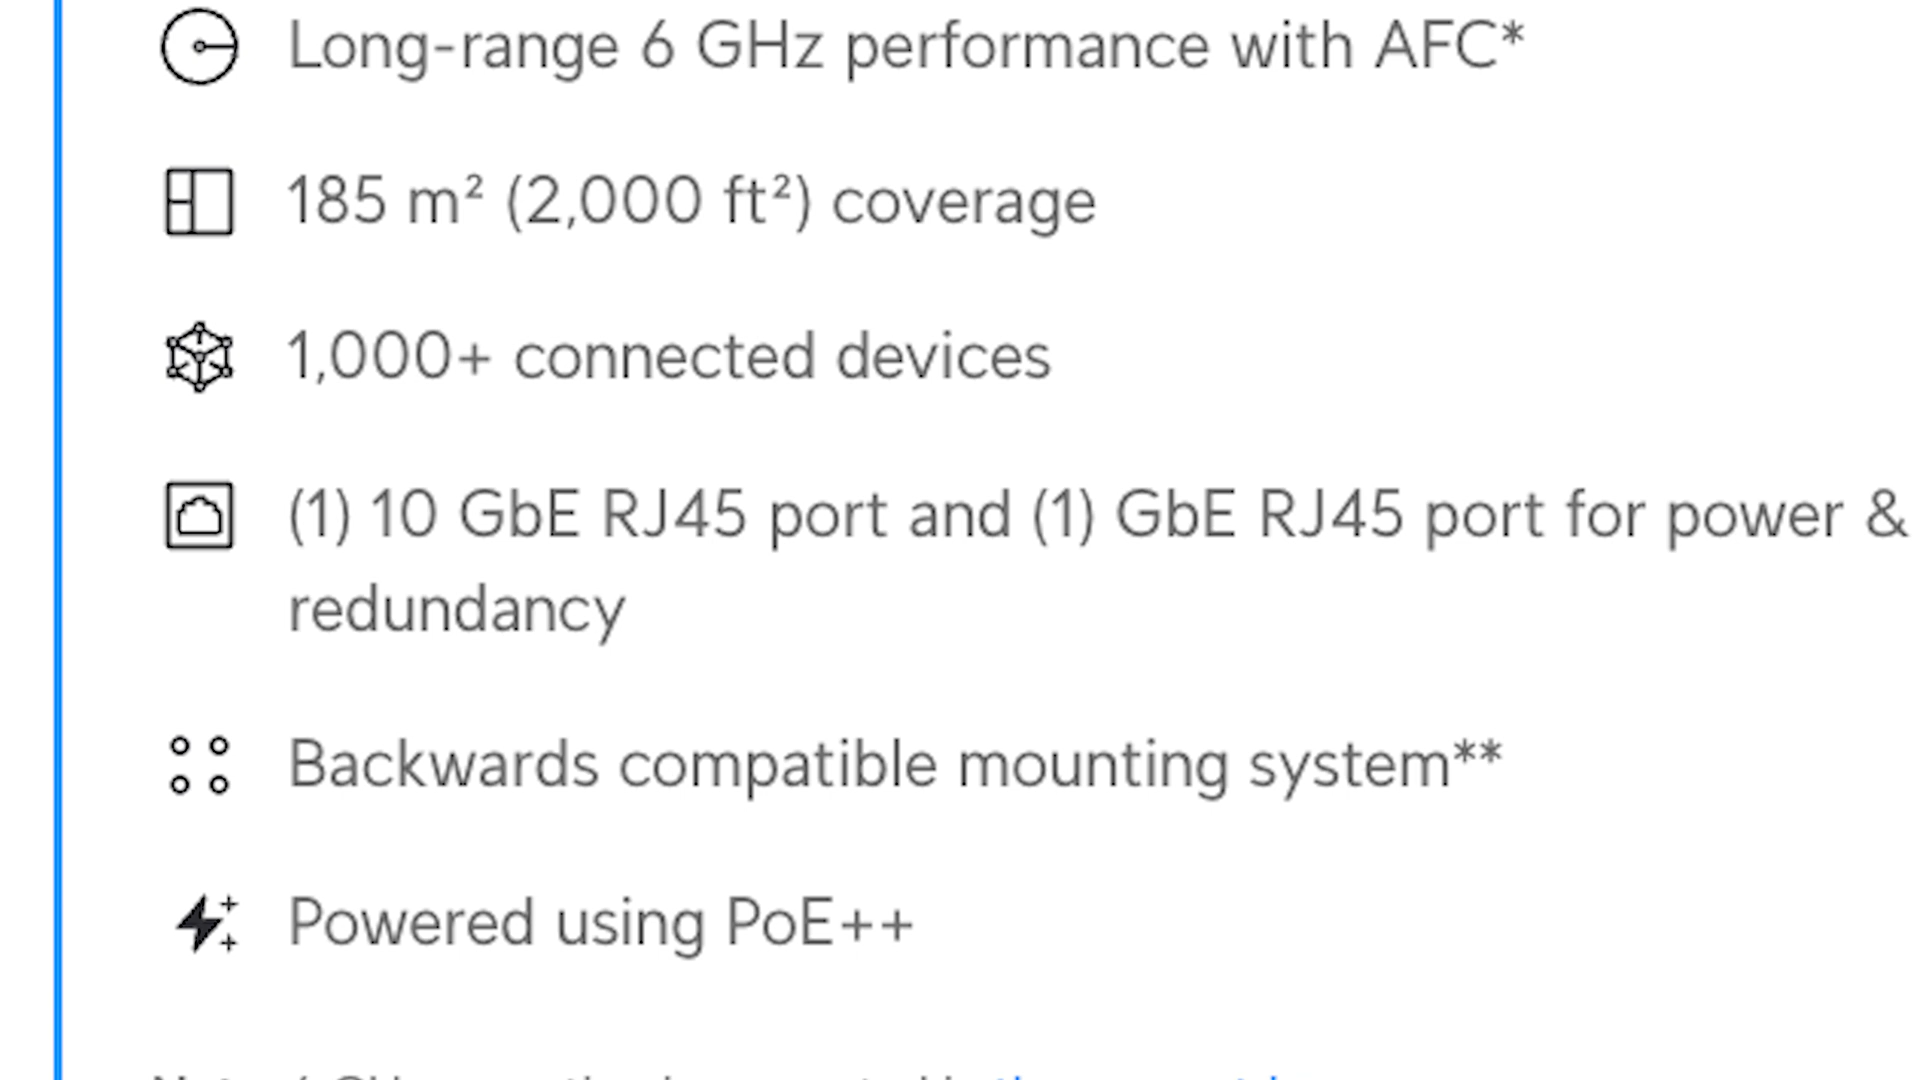 Long-range 6 GHz performance with AFC*
185 m² (2,000 ft²) coverage
1,000+ connected devices
(1) 10 GbE RJ45 port and (1) GbE RJ45 port for power &
redundancy
Backwards compatible mounting system**
Powered using PoE++